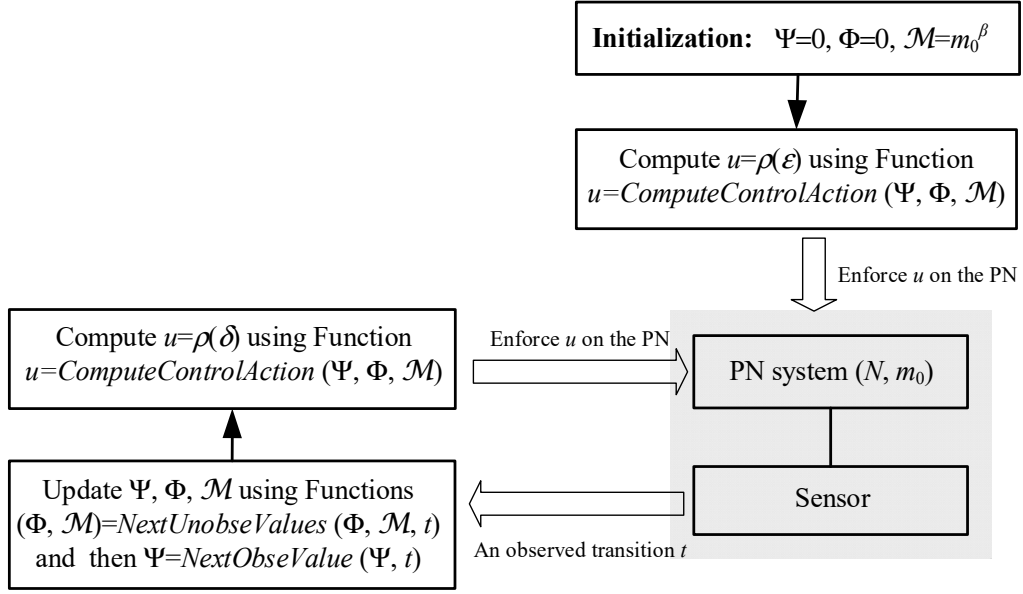 Initialization: Ψ=0, Φ=0, ℳ=m₀ᵝ
Compute u=ρ(ε) using Function
u=ComputeControlAction (Ψ, Φ, ℳ)
Enforce u on the PN
Compute u=ρ(δ) using Function
u=ComputeControlAction (Ψ, Φ, ℳ)
Enforce u on the PN
PN system (N, m₀)
Update Ψ, Φ, ℳ using Functions
(Φ, ℳ)=NextUnobseValues (Φ, ℳ, t)
and then Ψ=NextObseValue (Ψ, t)
Sensor
An observed transition t